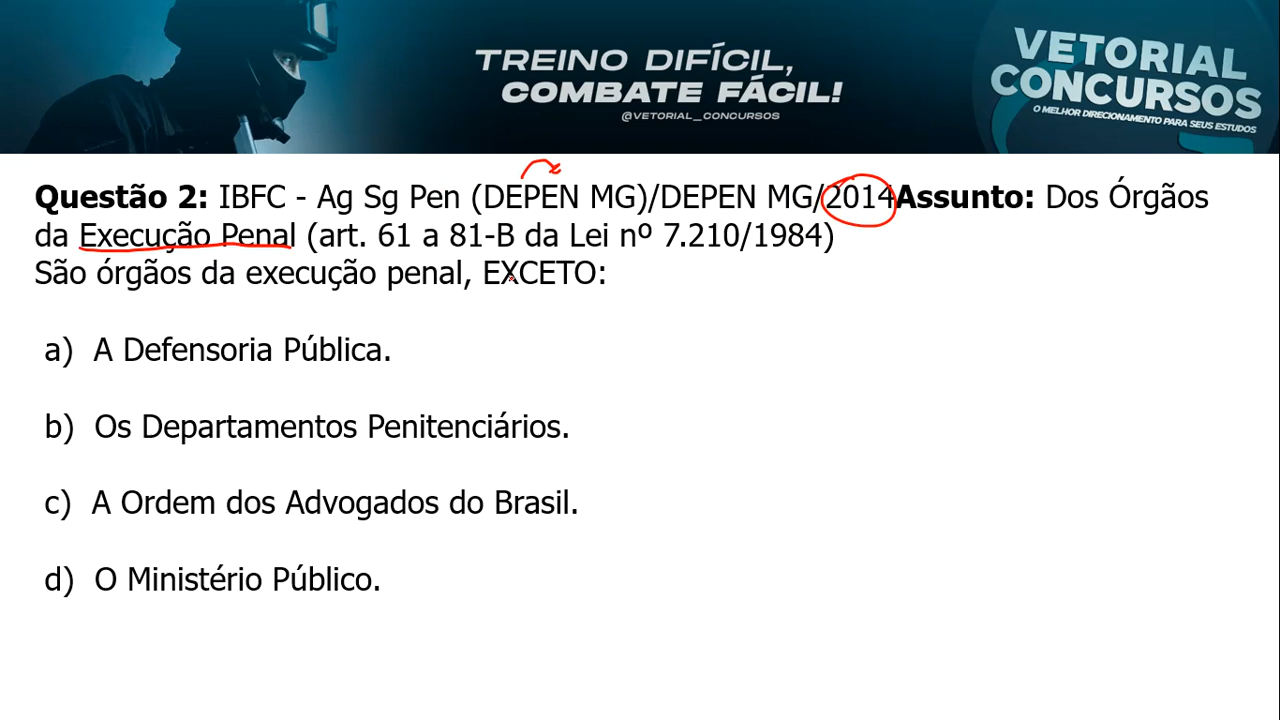 TREINO DIFÍCIL,
COMBATE FÁCIL!
@VETORIAL_CONCURSOS
VETORIAL
CONCURSOS
O MELHOR DIRECIONAMENTO PARA SEUS ESTUDOS
Questão 2: IBFC - Ag Sg Pen (DEPEN MG)/DEPEN MG/2014Assunto: Dos Órgãos
da Execução Penal (art. 61 a 81-B da Lei nº 7.210/1984)
São órgãos da execução penal, EXCETO:
a) A Defensoria Pública.
b) Os Departamentos Penitenciários.
c) A Ordem dos Advogados do Brasil.
d) O Ministério Público.